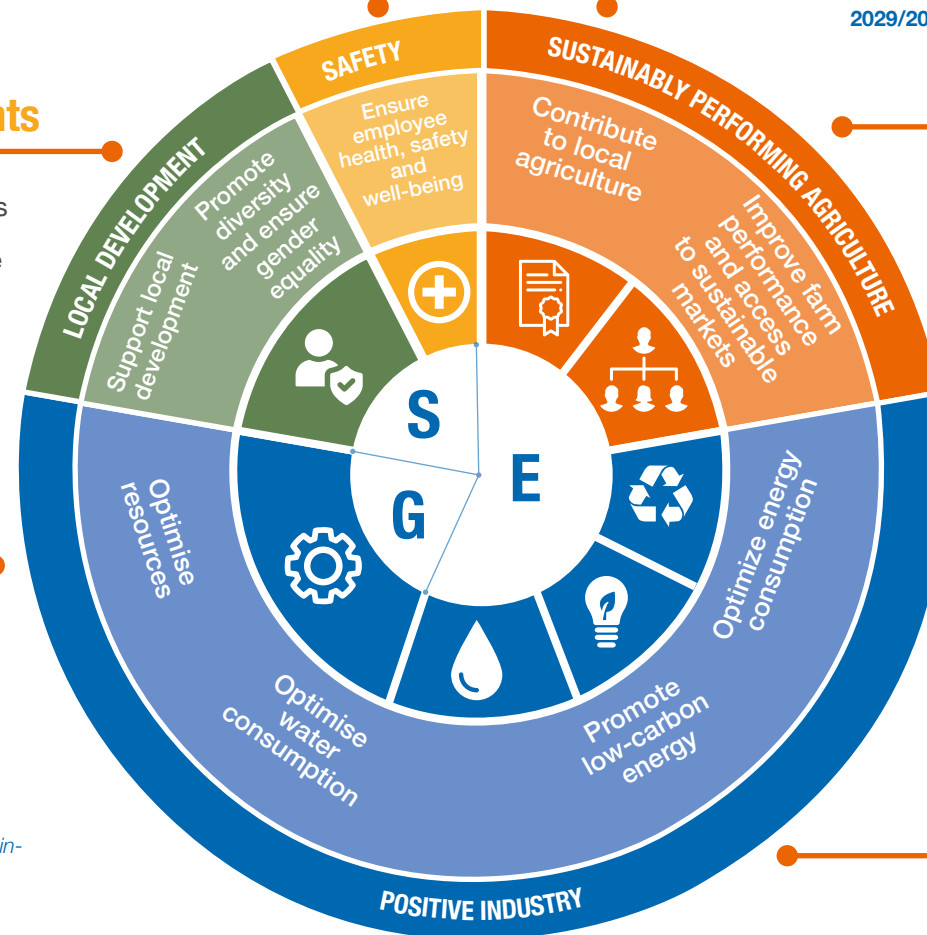 2029/20
nts
s
e
in-
SAFETY
SUSTAINABLY PERFORMING AGRICULTURE
LOCAL DEVELOPMENT
POSITIVE INDUSTRY
Ensure
employee
health, safety
and
well-being
Contribute
to local
agriculture
Improve farm
performance
and access
to sustainable
markets
Promote
diversity
and ensure
gender
equality
Support local
development
S
E
G
Optimise
resources
Optimise
water
consumption
Promote
low-carbon
energy
Optimize energy
consumption